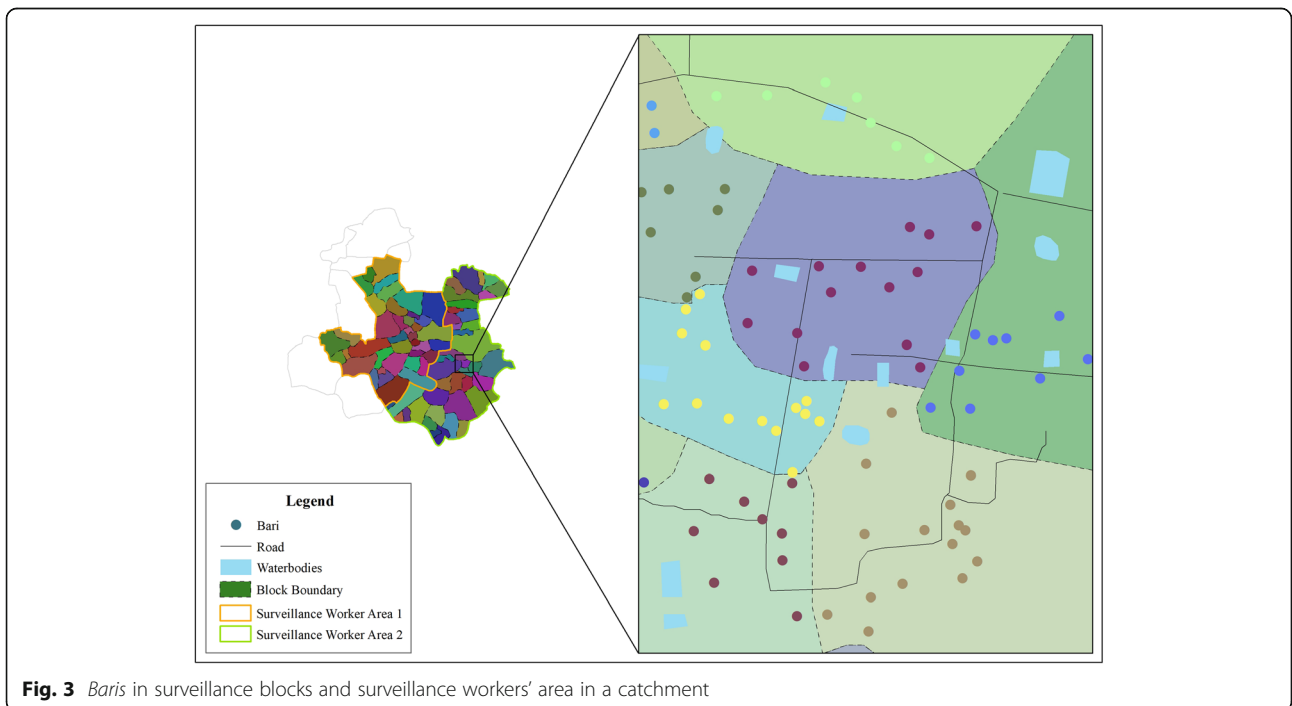 Legend
Bari
Road
Waterbodies
Block Boundary
Surveillance Worker Area 1
Surveillance Worker Area 2
Fig. 3 Baris in surveillance blocks and surveillance workers’ area in a catchment